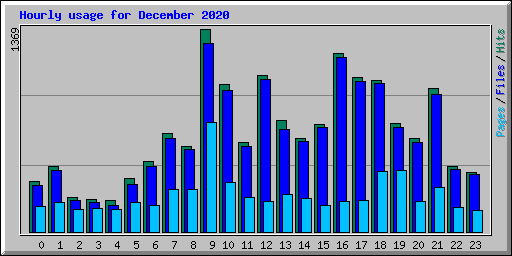 Hourly usage for December 2020
1369
Pages / Files / Hits
0 1 2 3 4 5 6 7 8 9 10 11 12 13 14 15 16 17 18 19 20 21 22 23